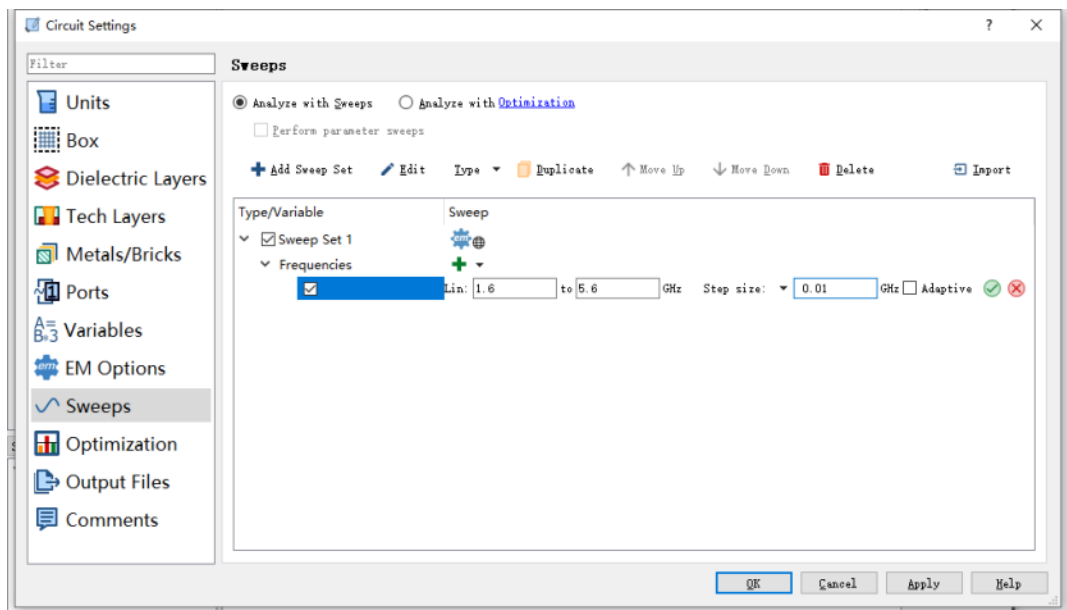 Circuit Settings ? ×
Filter
Units
Box
Dielectric Layers
Tech Layers
Metals/Bricks
Ports
Variables
EM Options
Sweeps
Optimization
Output Files
Comments
Sweeps
Analyze with Sweeps Analyze with Optimization
Perform parameter sweeps
Add Sweep Set Edit Type Duplicate Move Up Move Down Delete Import
Type/Variable Sweep
Sweep Set 1 em
Frequencies
Lin: 1.6 to 5.6 GHz Step size: 0.01 GHz Adaptive
OK Cancel Apply Help